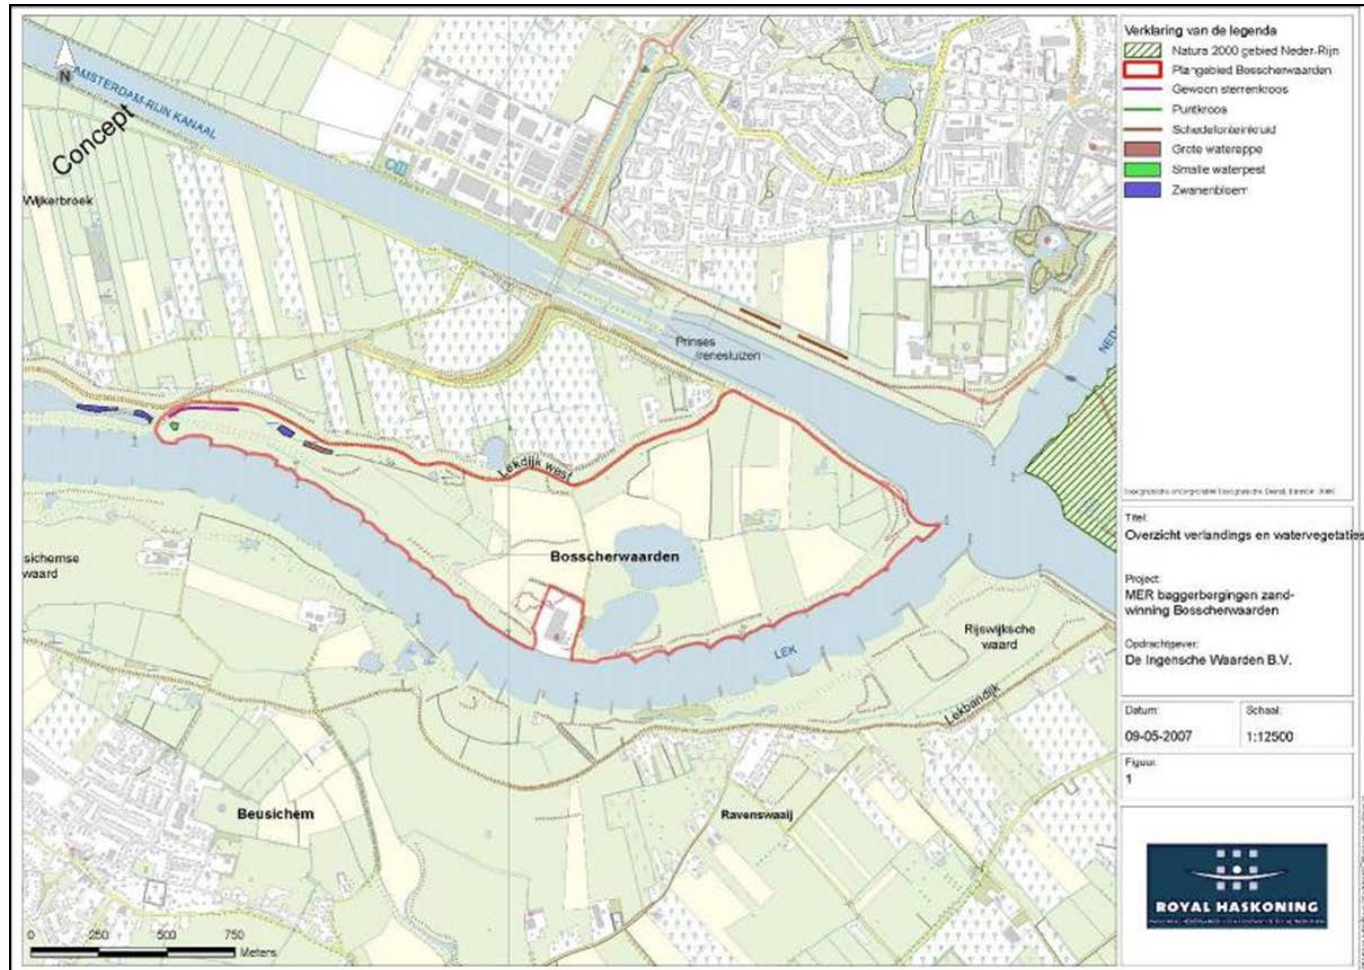 N
AMSTERDAM-RIJN KANAAL
Concept
Wijkerbroek
Prinses
Irenesluizen
Lekdijk west
sichemse
waard
Bosscherwaarden
LEK
Rijswijksche
waard
Lekbandijk
Beusichem
Ravenswaaij
NED
0 250 500 750
Meters
Verklaring van de legenda
Natura 2000 gebied Neder-Rijn
Plangebied Bosscherwaarden
Gewoon sterrenkroos
Puntkroos
Schedefonteinkruid
Grote watereppe
Smalle waterpest
Zwanenbloem
Titel:
Overzicht verlandings en watervegetaties
Project:
MER baggerbergingen zand-
winning Bosscherwaarden
Opdrachtgever:
De Ingensche Waarden B.V.
Datum:
09-05-2007
Schaal:
1:12500
Figuur:
1
ROYAL HASKONING